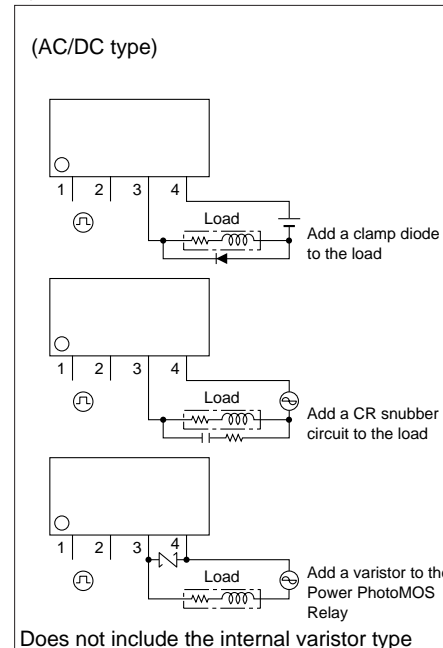 (AC/DC type)
1 2 3 4
Load
Add a clamp diode
to the load
1 2 3 4
Load
Add a CR snubber
circuit to the load
1 2 3 4
Load
Add a varistor to the
Power PhotoMOS
Relay
Does not include the internal varistor type